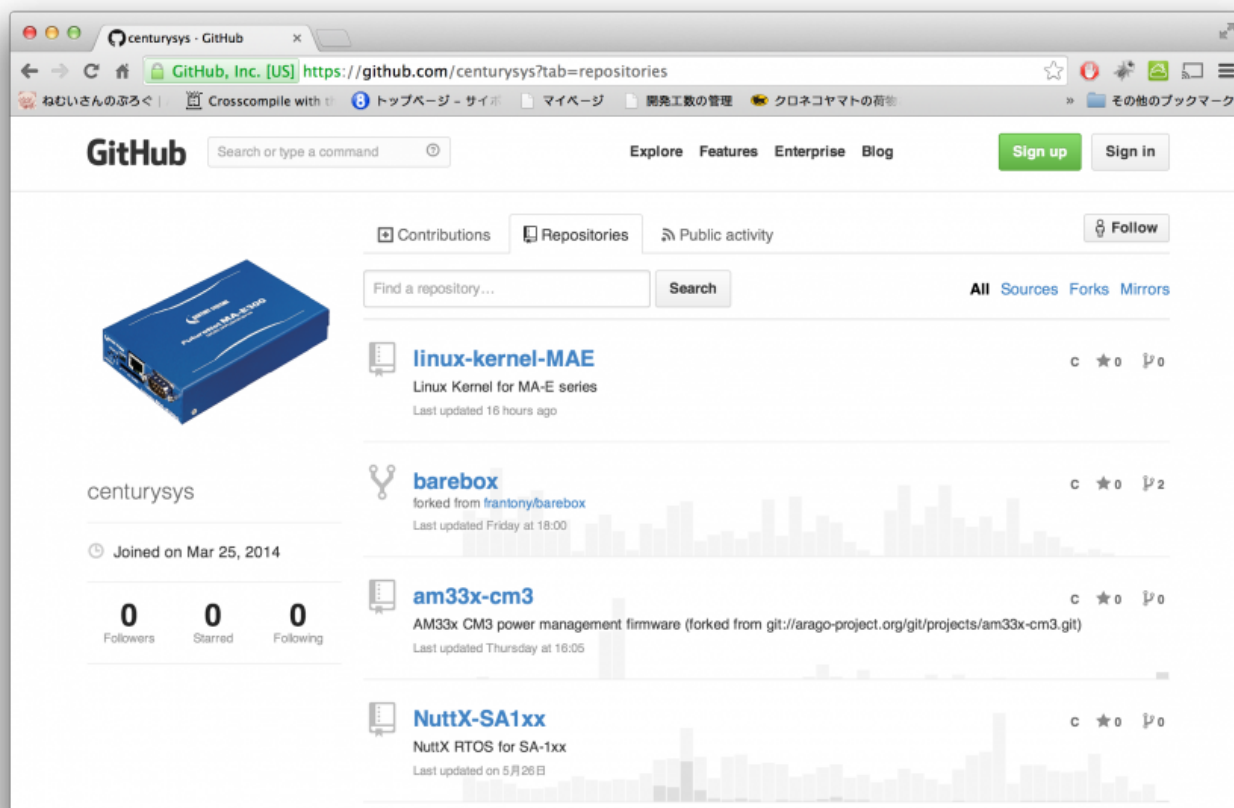 centurysys - GitHub
GitHub, Inc. [US] https://github.com/centurysys?tab=repositories
ねむいさんのぶろぐ | Crosscompile with t トップページ - サイボ マイページ 開発工数の管理 クロネコヤマトの荷物 » その他のブックマーク
GitHub Search or type a command Explore Features Enterprise Blog Sign up Sign in
Contributions Repositories Public activity Follow
Find a repository... Search All Sources Forks Mirrors
FutureNet MA-E300
linux-kernel-MAE C 0 0
Linux Kernel for MA-E series
Last updated 16 hours ago
barebox C 0 2
forked from frantony/barebox
Last updated Friday at 18:00
centurysys
Joined on Mar 25, 2014
0 0 0
Followers Starred Following
am33x-cm3 C 0 0
AM33x CM3 power management firmware (forked from git://arago-project.org/git/projects/am33x-cm3.git)
Last updated Thursday at 16:05
NuttX-SA1xx C 0 0
NuttX RTOS for SA-1xx
Last updated on 5月26日